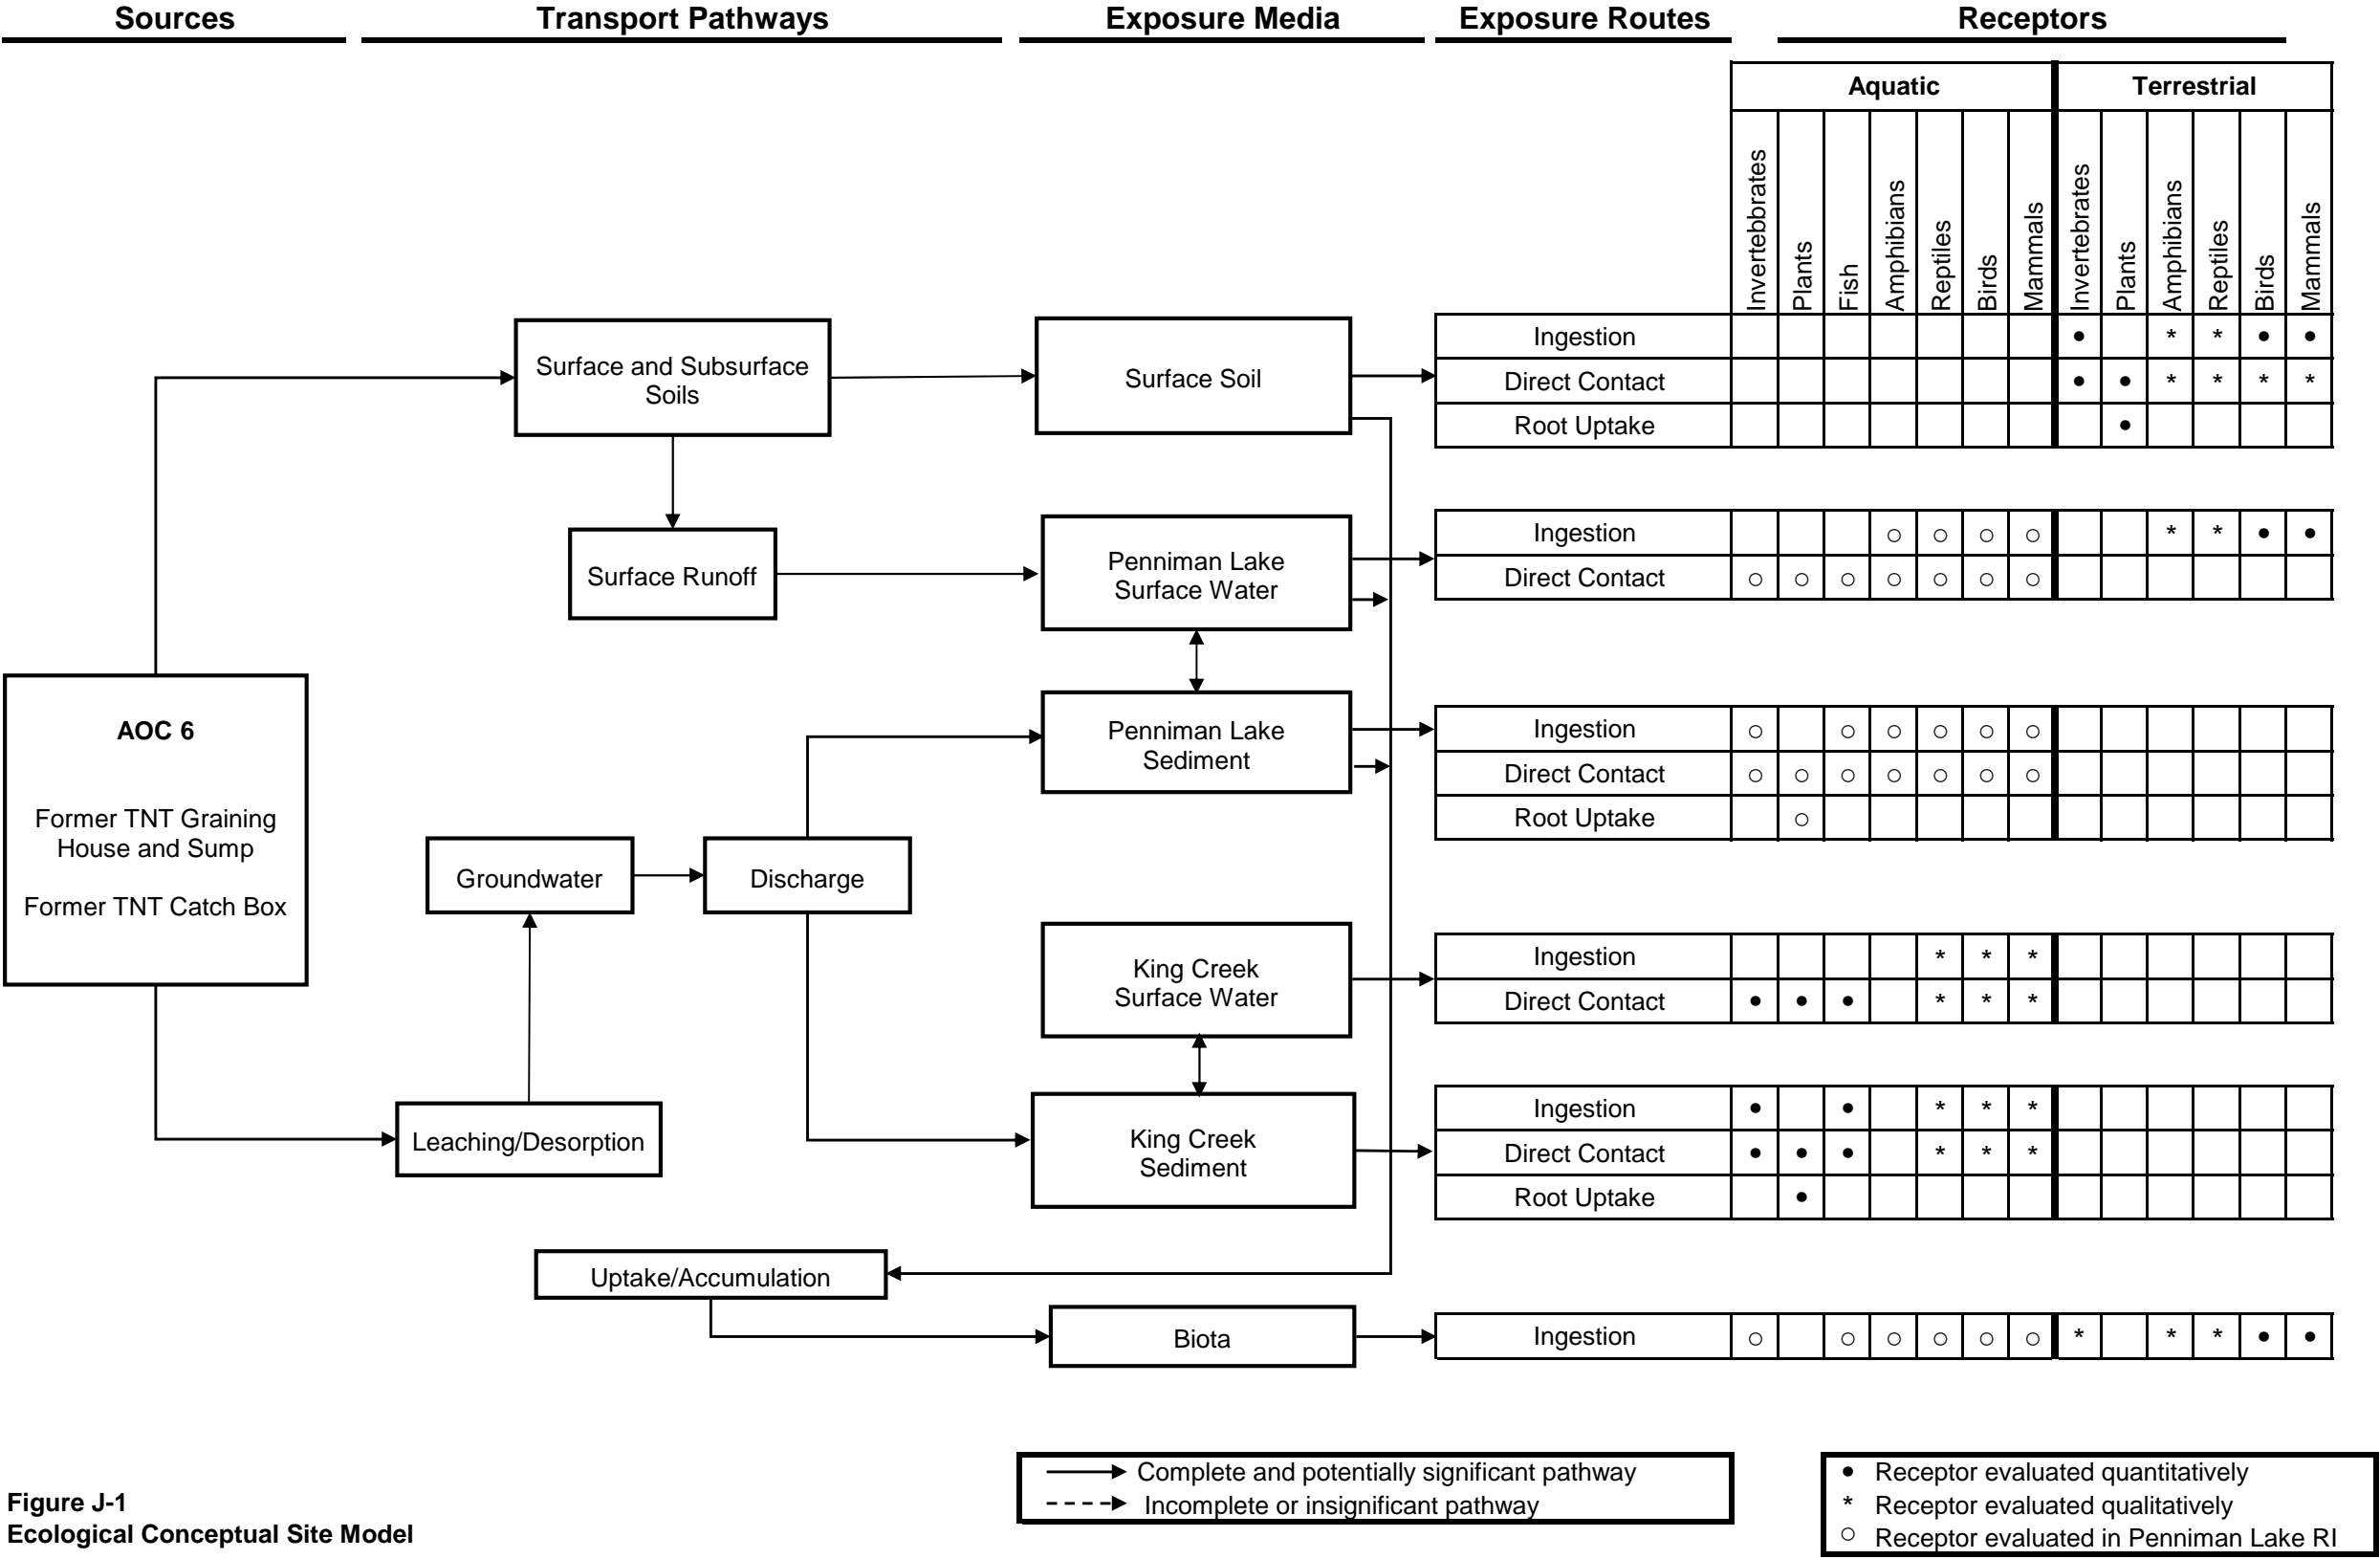 Sources Transport Pathways Exposure Media Exposure Routes Receptors
Aquatic Terrestrial
Invertebbrates Plants Fish Amphibians Reptiles Birds Mammals Invertebrates Plants Amphibians Reptiles Birds Mammals
Surface and Subsurface
Soils
Surface Soil
Ingestion • * * • •
Direct Contact • • * * * *
Root Uptake •
Surface Runoff
Penniman Lake
Surface Water
Ingestion ○ ○ ○ ○ * * • •
Direct Contact ○ ○ ○ ○ ○ ○ ○
AOC 6
Former TNT Graining
House and Sump
Former TNT Catch Box
Penniman Lake
Sediment
Ingestion ○ ○ ○ ○ ○ ○
Direct Contact ○ ○ ○ ○ ○ ○ ○
Root Uptake ○
Groundwater
Discharge
King Creek
Surface Water
Ingestion * * *
Direct Contact • • • * * *
Leaching/Desorption
King Creek
Sediment
Ingestion • • * * *
Direct Contact • • • * * *
Root Uptake •
Uptake/Accumulation
Biota
Ingestion ○ ○ ○ ○ ○ ○ * * * • •
Complete and potentially significant pathway
Incomplete or insignificant pathway
• Receptor evaluated quantitatively
* Receptor evaluated qualitatively
○ Receptor evaluated in Penniman Lake RI
Figure J-1
Ecological Conceptual Site Model